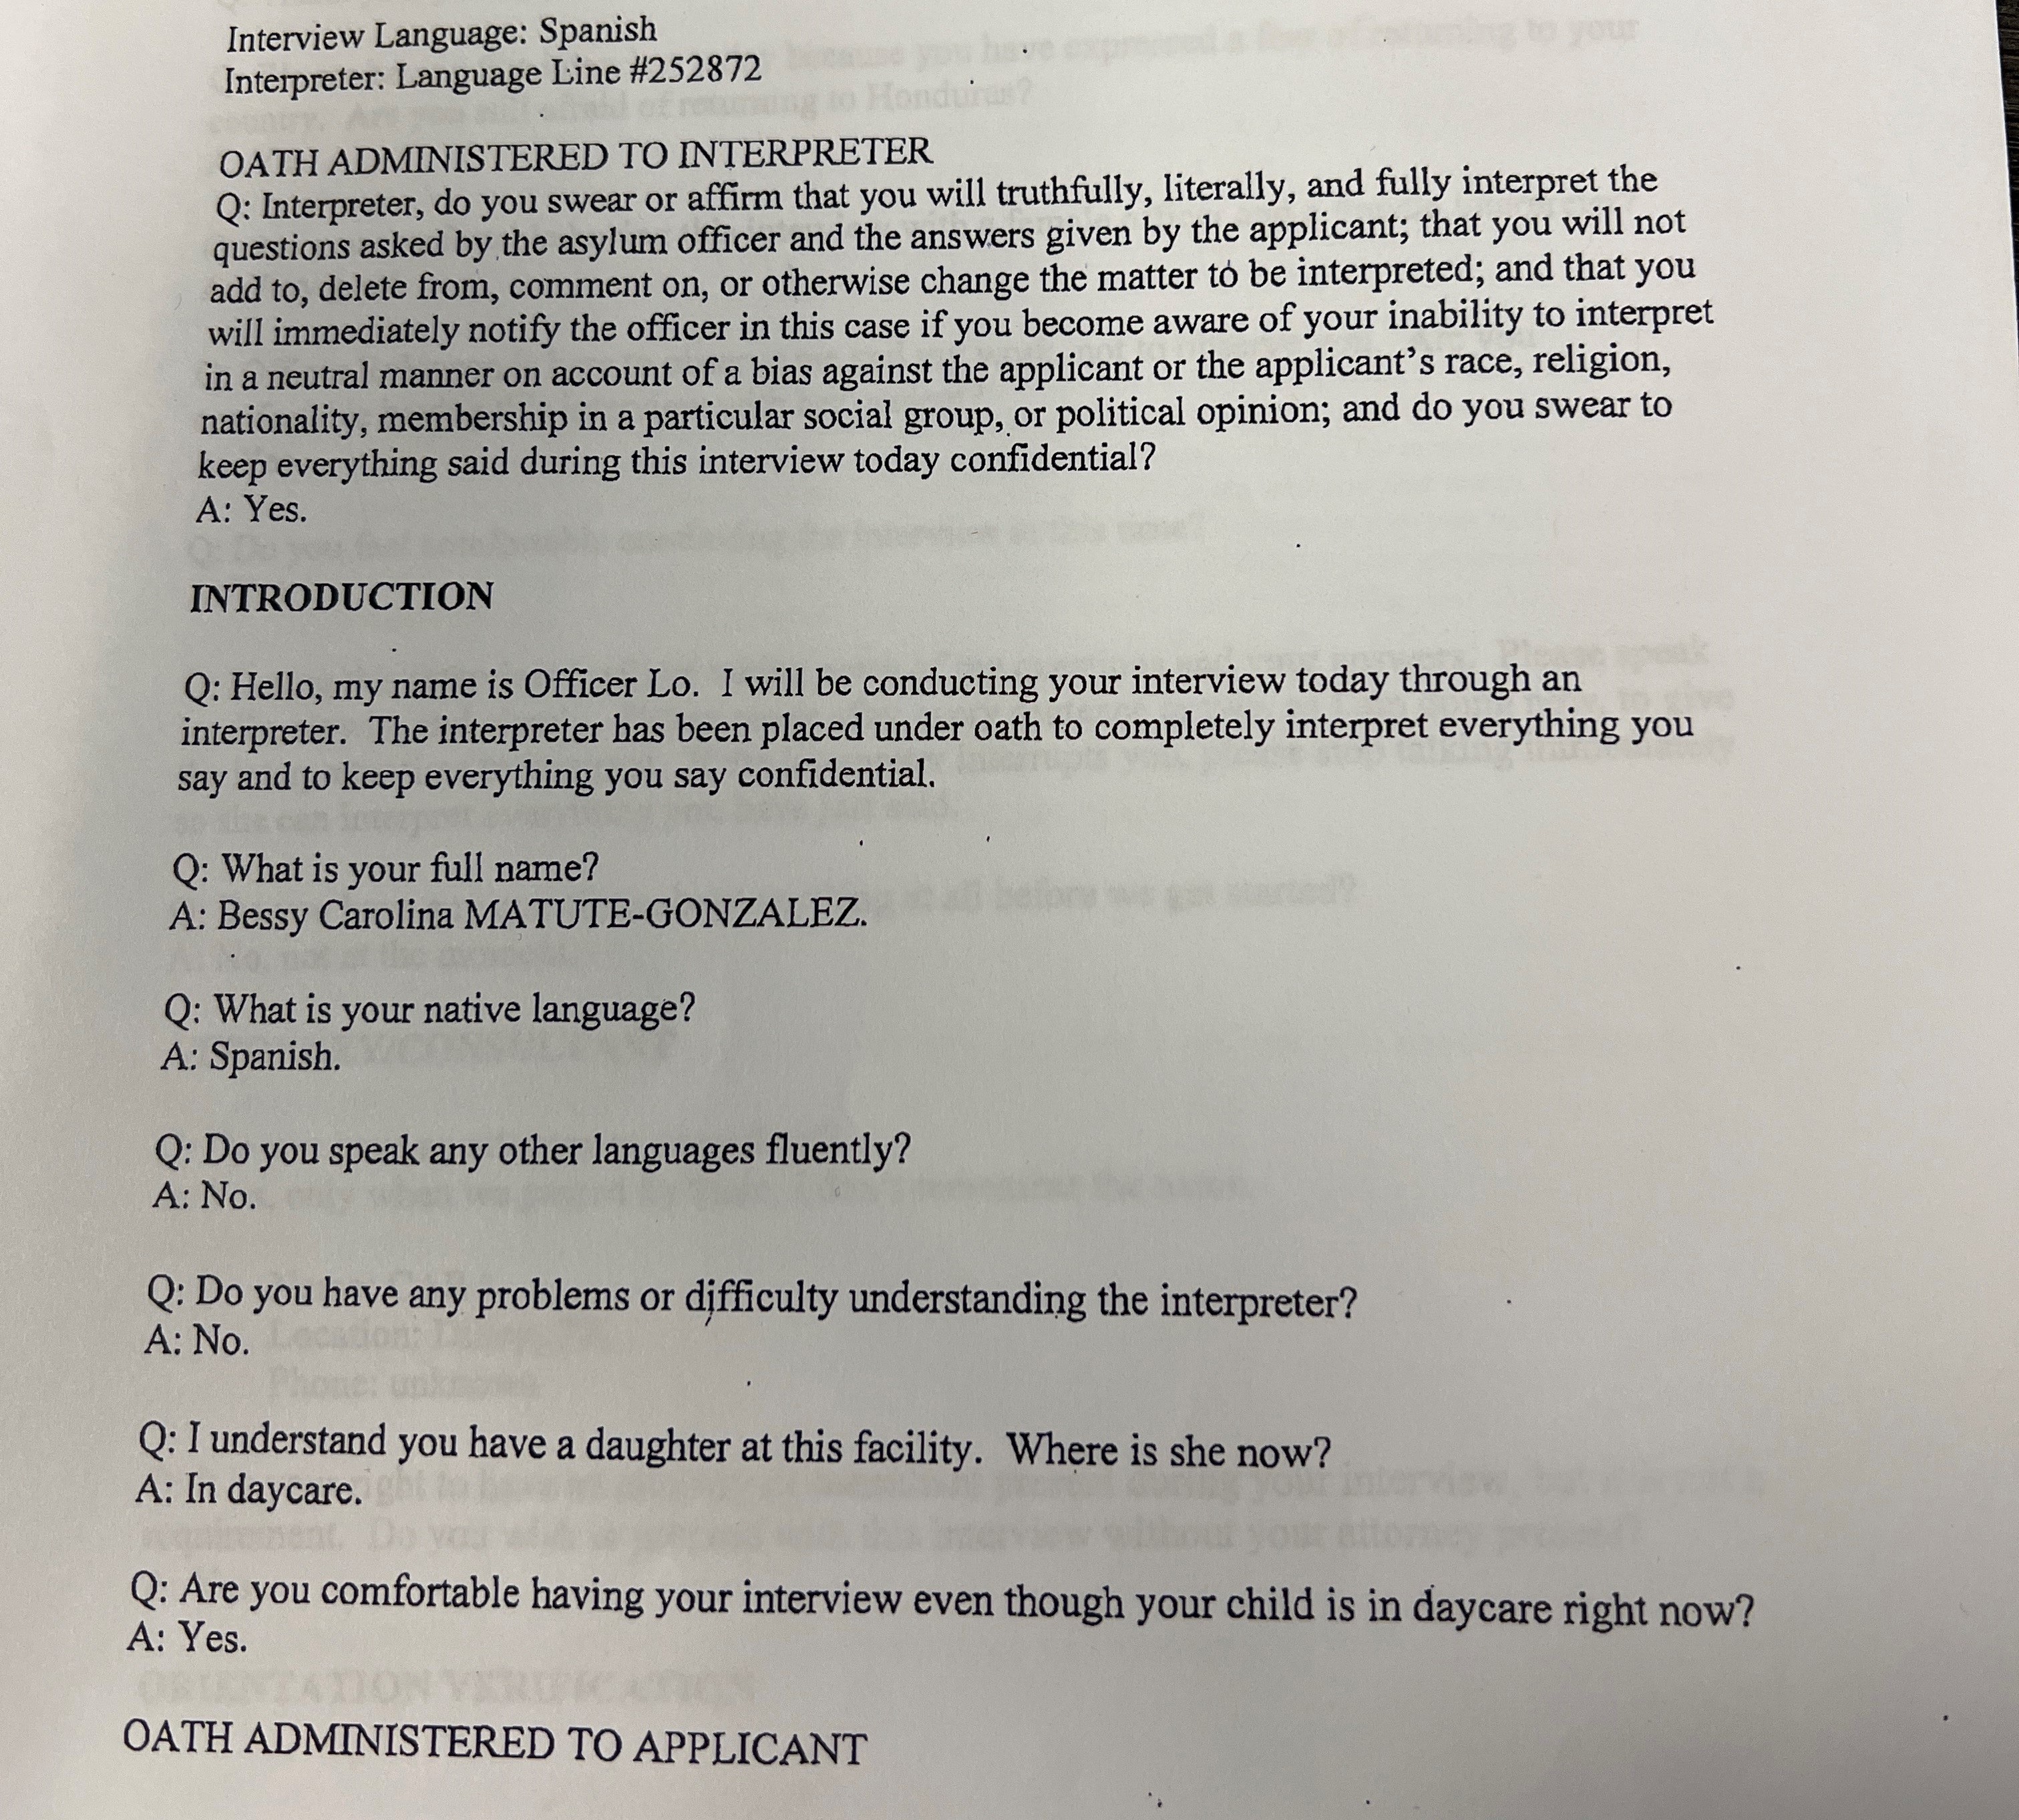 Interview Language: Spanish
Interpreter: Language Line #252872
OATH ADMINISTERED TO INTERPRETER
Q: Interpreter, do you swear or affirm that you will truthfully, literally, and fully interpret the
questions asked by the asylum officer and the answers given by the applicant; that you will not
add to, delete from, comment on, or otherwise change the matter to be interpreted; and that you
will immediately notify the officer in this case if you become aware of your inability to interpret
in a neutral manner on account of a bias against the applicant or the applicant's race, religion,
nationality, membership in a particular social group, or political opinion; and do you swear to
keep everything said during this interview today confidential?
A: Yes.
INTRODUCTION
Q: Hello, my name is Officer Lo. I will be conducting your interview today through an
interpreter. The interpreter has been placed under oath to completely interpret everything you
say and to keep everything you say confidential.
Q: What is your full name?
A: Bessy Carolina MATUTE-GONZALEZ.
Q: What is your native language?
A: Spanish.
Q: Do you speak any other languages fluently?
A: No.
Q: Do you have any problems or difficulty understanding the interpreter?
A: No.
Q: I understand you have a daughter at this facility. Where is she now?
A: In daycare.
Q: Are you comfortable having your interview even though your child is in daycare right now?
A: Yes.
OATH ADMINISTERED TO APPLICANT